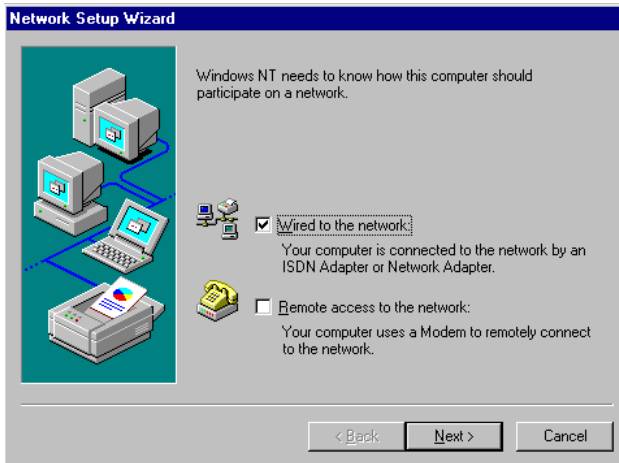 Network Setup Wizard
Windows NT needs to know how this computer should
participate on a network.
Wired to the network:
Your computer is connected to the network by an
ISDN Adapter or Network Adapter.
Remote access to the network:
Your computer uses a Modem to remotely connect
to the network.
< Back Next > Cancel